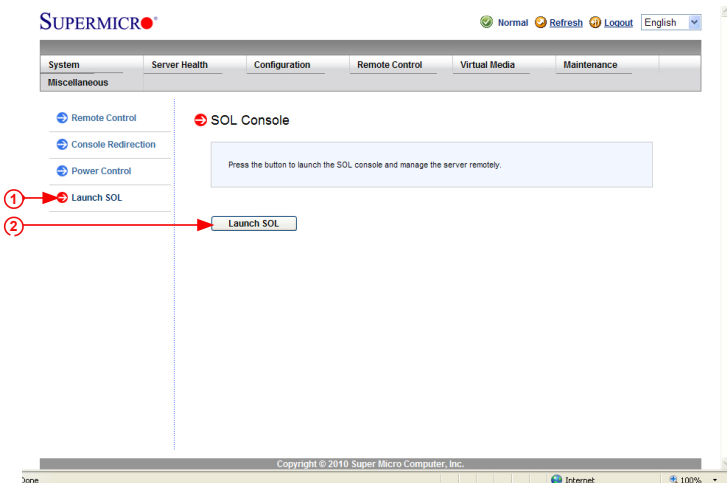 SUPERMICR®
Normal Refresh Logout English
System Server Health Configuration Remote Control Virtual Media Maintenance
Miscellaneous
Remote Control
Console Redirection
Power Control
Launch SOL
SOL Console
Press the button to launch the SOL console and manage the server remotely.
Launch SOL
1
2
Copyright © 2010 Super Micro Computer, Inc.
Done Internet 100%